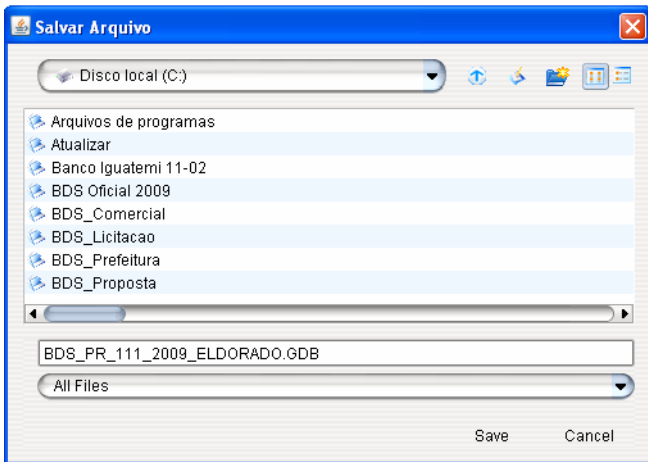 Salvar Arquivo
Disco local (C:)
Arquivos de programas
Atualizar
Banco Iguatemi 11-02
BDS Oficial 2009
BDS_Comercial
BDS_Licitacao
BDS_Prefeitura
BDS_Proposta
BDS_PR_111_2009_ELDORADO.GDB
All Files
Save Cancel